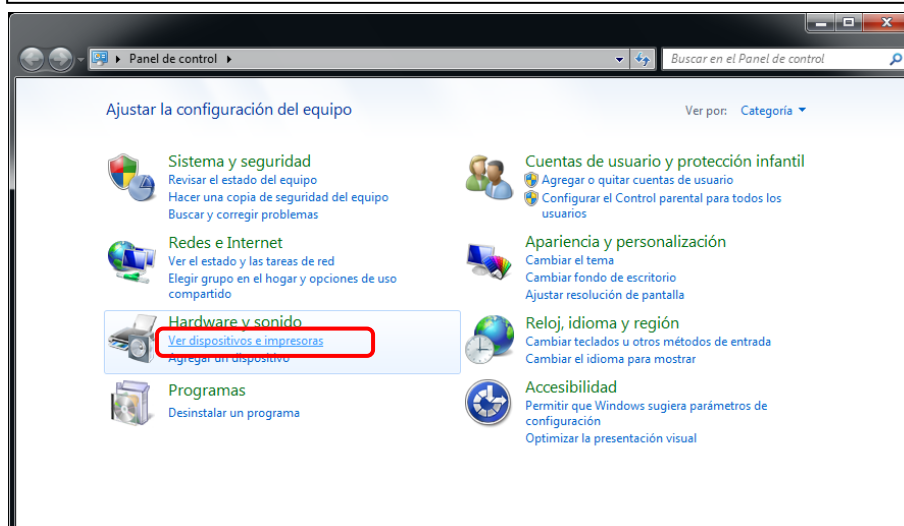 Panel de control
Buscar en el Panel de control
Ajustar la configuración del equipo
Ver por: Categoría
Sistema y seguridad
Revisar el estado del equipo
Hacer una copia de seguridad del equipo
Buscar y corregir problemas
Redes e Internet
Ver el estado y las tareas de red
Elegir grupo en el hogar y opciones de uso
compartido
Hardware y sonido
Ver dispositivos e impresoras
Agregar un dispositivo
Programas
Desinstalar un programa
Cuentas de usuario y protección infantil
Agregar o quitar cuentas de usuario
Configurar el Control parental para todos los
usuarios
Apariencia y personalización
Cambiar el tema
Cambiar fondo de escritorio
Ajustar resolución de pantalla
Reloj, idioma y región
Cambiar teclados u otros métodos de entrada
Cambiar el idioma para mostrar
Accesibilidad
Permitir que Windows sugiera parámetros de
configuración
Optimizar la presentación visual